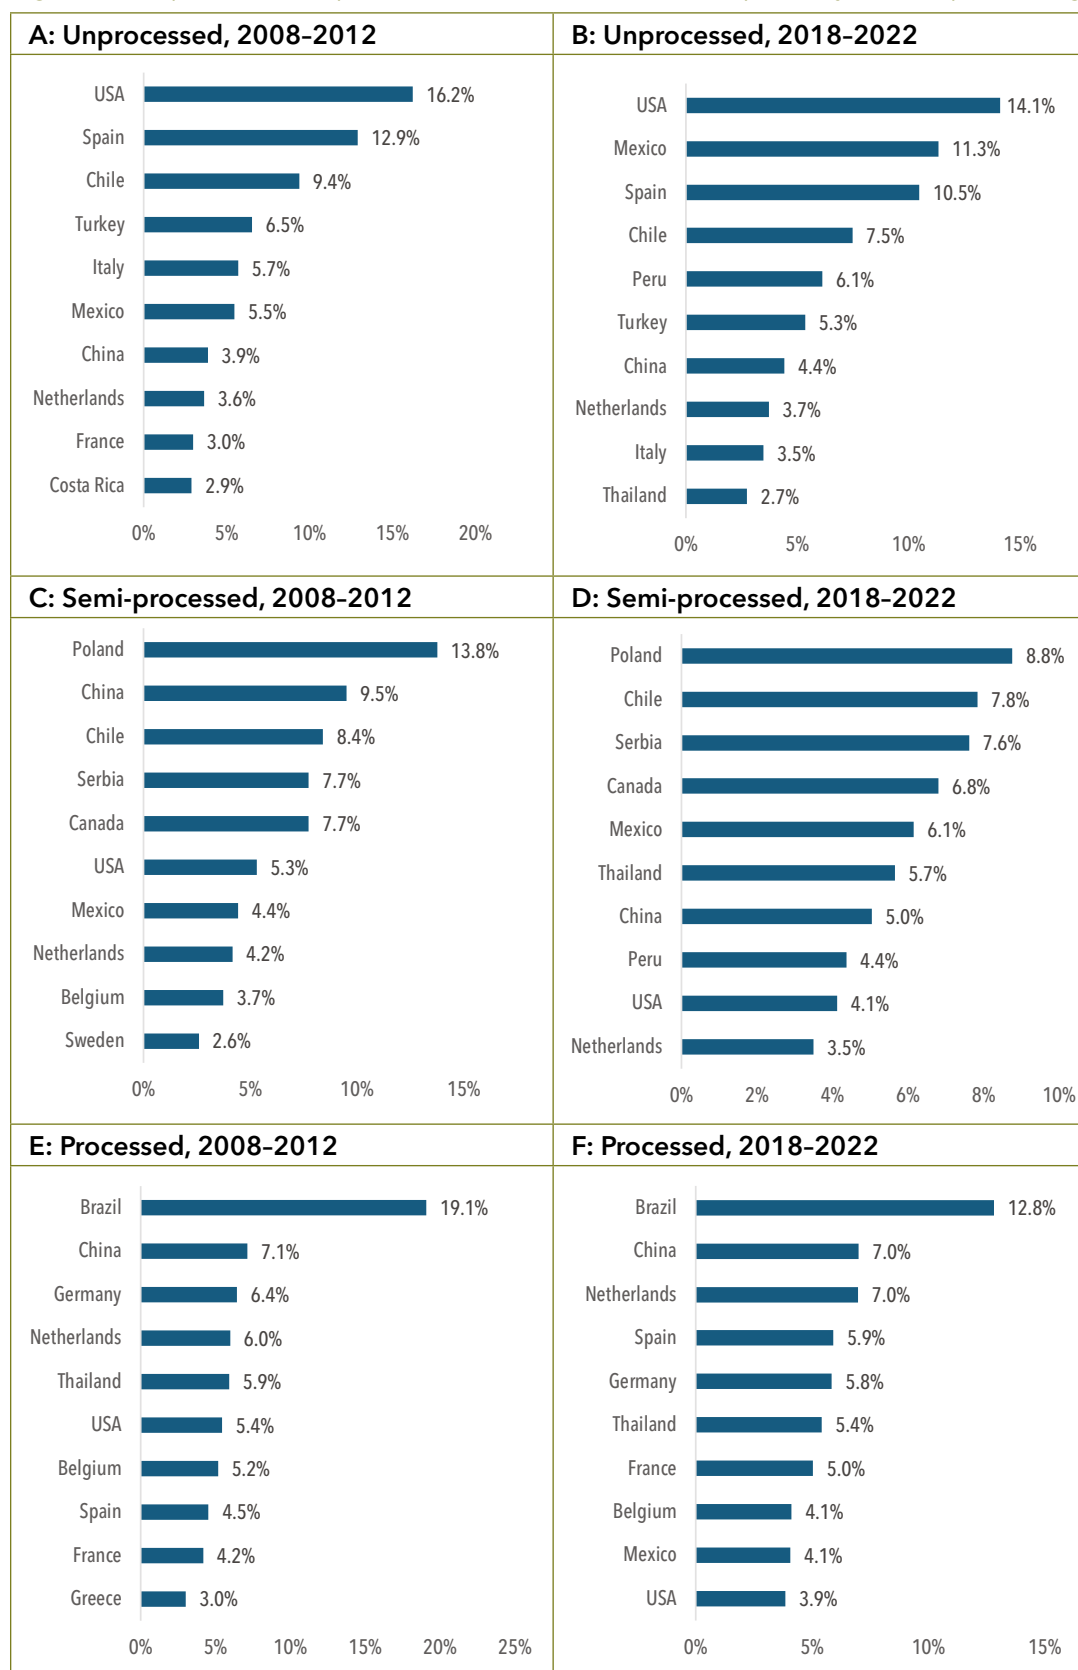 A: Unprocessed, 2008–2012
USA 16.2%
Spain 12.9%
Chile 9.4%
Turkey 6.5%
Italy 5.7%
Mexico 5.5%
China 3.9%
Netherlands 3.6%
France 3.0%
Costa Rica 2.9%
0% 5% 10% 15% 20%
B: Unprocessed, 2018–2022
USA 14.1%
Mexico 11.3%
Spain 10.5%
Chile 7.5%
Peru 6.1%
Turkey 5.3%
China 4.4%
Netherlands 3.7%
Italy 3.5%
Thailand 2.7%
0% 5% 10% 15%
C: Semi-processed, 2008–2012
Poland 13.8%
China 9.5%
Chile 8.4%
Serbia 7.7%
Canada 7.7%
USA 5.3%
Mexico 4.4%
Netherlands 4.2%
Belgium 3.7%
Sweden 2.6%
0% 5% 10% 15%
D: Semi-processed, 2018–2022
Poland 8.8%
Chile 7.8%
Serbia 7.6%
Canada 6.8%
Mexico 6.1%
Thailand 5.7%
China 5.0%
Peru 4.4%
USA 4.1%
Netherlands 3.5%
0% 2% 4% 6% 8% 10%
E: Processed, 2008–2012
Brazil 19.1%
China 7.1%
Germany 6.4%
Netherlands 6.0%
Thailand 5.9%
USA 5.4%
Belgium 5.2%
Spain 4.5%
France 4.2%
Greece 3.0%
0% 5% 10% 15% 20% 25%
F: Processed, 2018–2022
Brazil 12.8%
China 7.0%
Netherlands 7.0%
Spain 5.9%
Germany 5.8%
Thailand 5.4%
France 5.0%
Belgium 4.1%
Mexico 4.1%
USA 3.9%
0% 5% 10% 15%